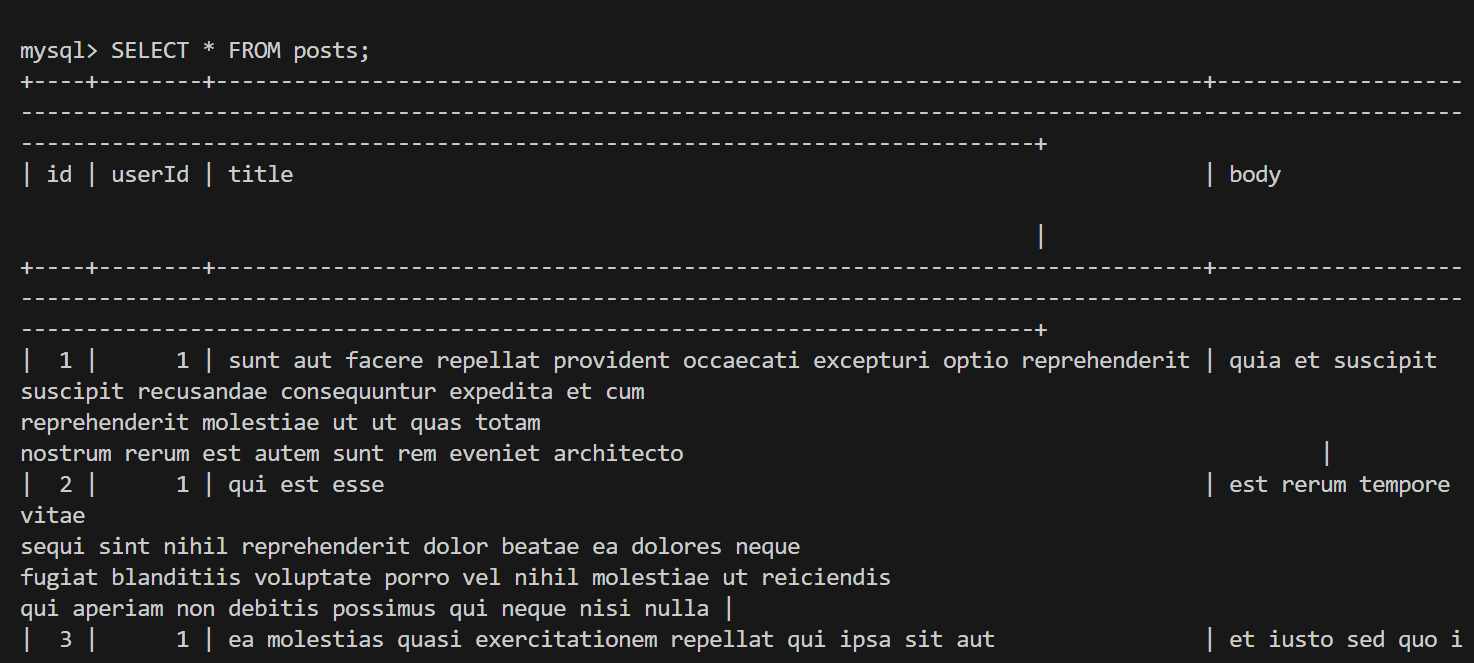 mysql> SELECT * FROM posts;
+----+--------+----------------------------------------------------------------------------+-------------------
---------------------------------------------------------------------------------------------------------------
------------------------------------------------------------------------------+
| id | userId | title                                                                      | body
                                                                              |
+----+--------+----------------------------------------------------------------------------+-------------------
---------------------------------------------------------------------------------------------------------------
------------------------------------------------------------------------------+
|  1 |      1 | sunt aut facere repellat provident occaecati excepturi optio reprehenderit | quia et suscipit
suscipit recusandae consequuntur expedita et cum
reprehenderit molestiae ut ut quas totam
nostrum rerum est autem sunt rem eveniet architecto                                                 |
|  2 |      1 | qui est esse                                                               | est rerum tempore
vitae
sequi sint nihil reprehenderit dolor beatae ea dolores neque
fugiat blanditiis voluptate porro vel nihil molestiae ut reiciendis
qui aperiam non debitis possimus qui neque nisi nulla |
|  3 |      1 | ea molestias quasi exercitationem repellat qui ipsa sit aut                | et iusto sed quo i